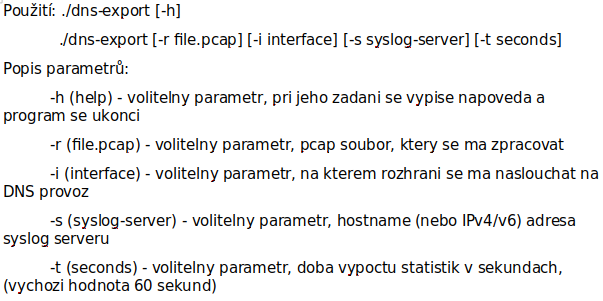 Použití: ./dns-export [-h]
./dns-export [-r file.pcap] [-i interface] [-s syslog-server] [-t seconds]
Popis parametrů:
-h (help) - volitelny parametr, pri jeho zadani se vypise napoveda a
program se ukonci
-r (file.pcap) - volitelny parametr, pcap soubor, ktery se ma zpracovat
-i (interface) - volitelny parametr, na kterem rozhrani se ma naslouchat na
DNS provoz
-s (syslog-server) - volitelny parametr, hostname (nebo IPv4/v6) adresa
syslog serveru
-t (seconds) - volitelny parametr, doba vypoctu statistik v sekundach,
(vychozi hodnota 60 sekund)